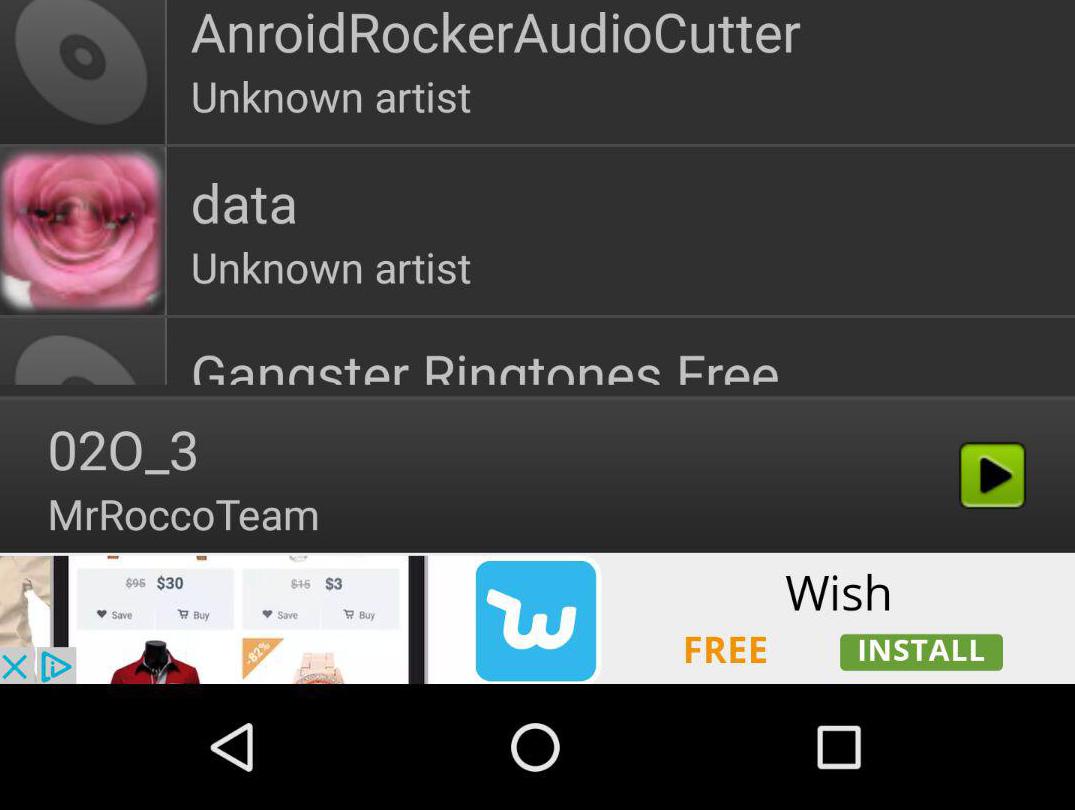 AnroidRockerAudioCutter
Unknown artist
data
Unknown artist
Gangster Ringtones Free
02O_3
MrRoccoTeam
$95 $30
$15 $3
Save Buy
Save Buy
-82%
Wish
FREE
INSTALL